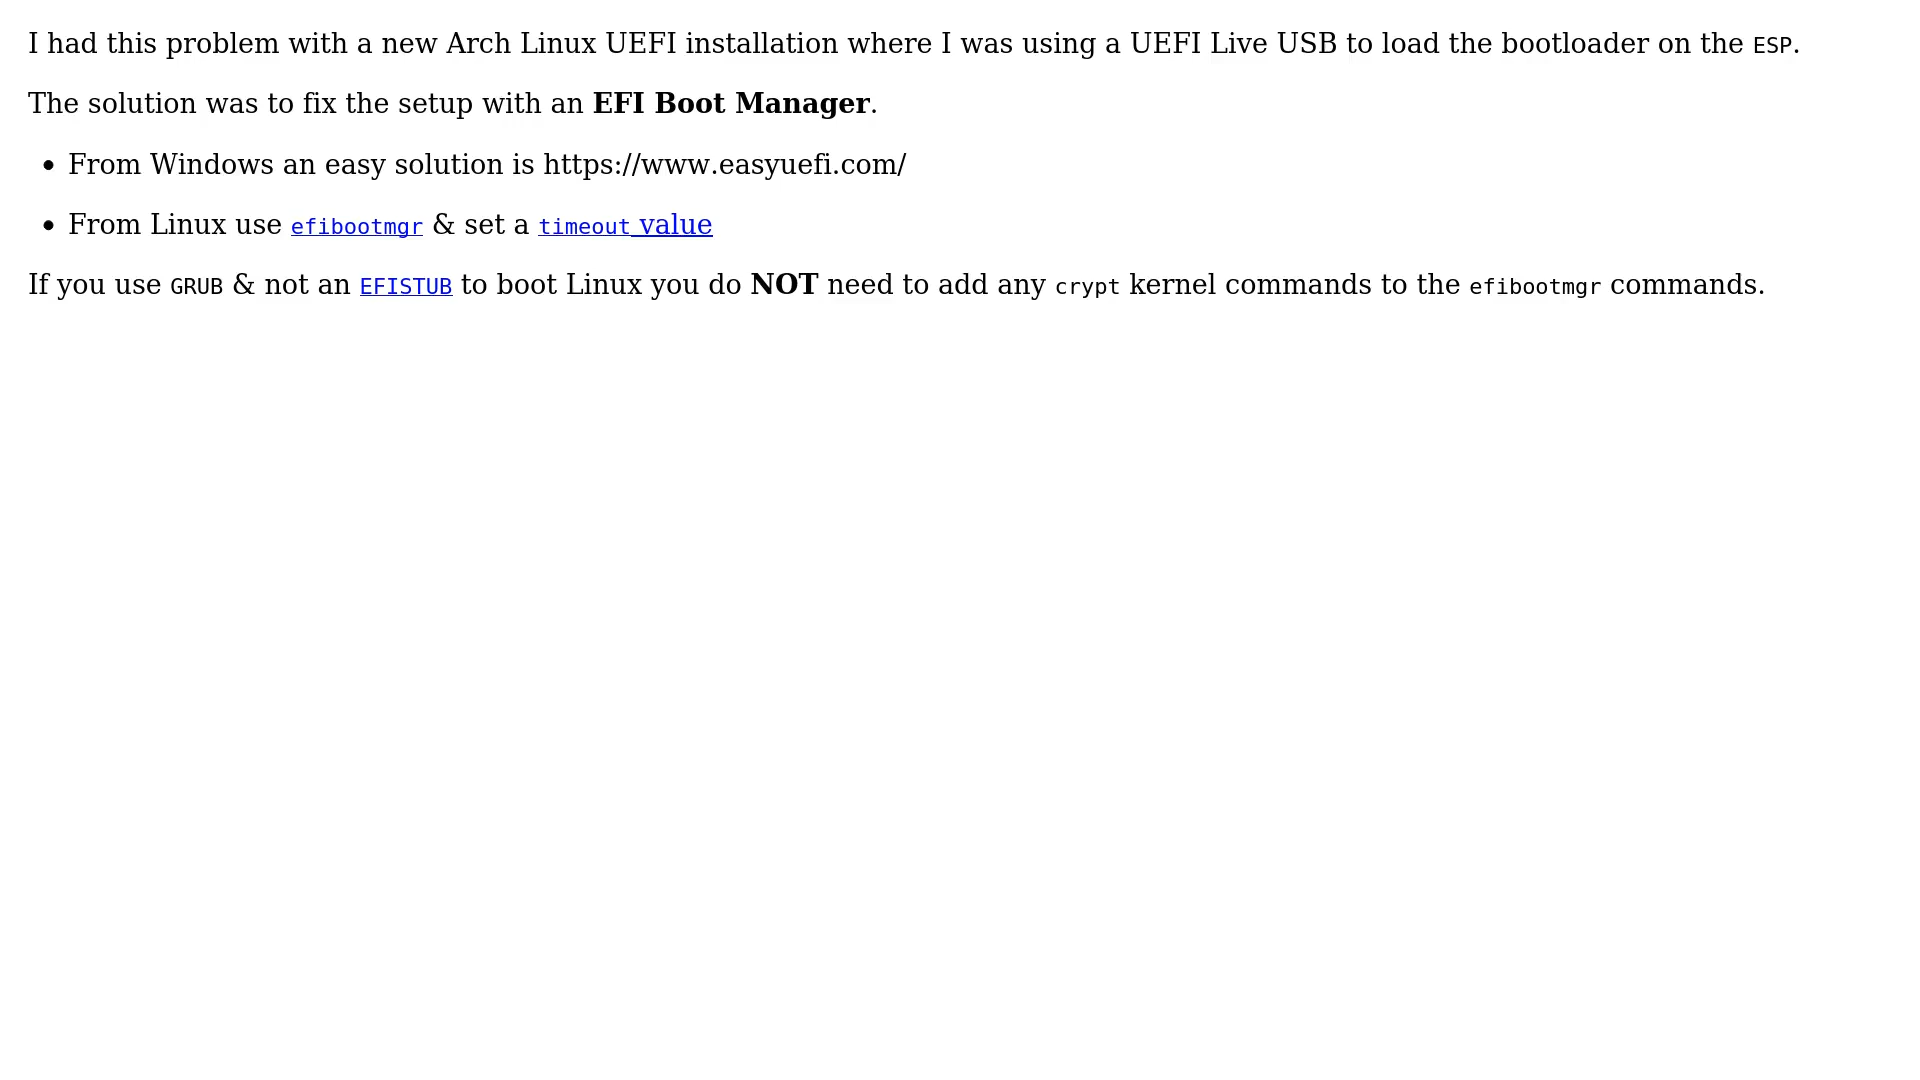 I had this problem with a new Arch Linux UEFI installation where I was using a UEFI Live USB to load the bootloader on the ESP.
The solution was to fix the setup with an EFI Boot Manager.
• From Windows an easy solution is https://www.easyuefi.com/
• From Linux use efibootmgr & set a timeout value
If you use GRUB & not an EFISTUB to boot Linux you do NOT need to add any crypt kernel commands to the efibootmgr commands.